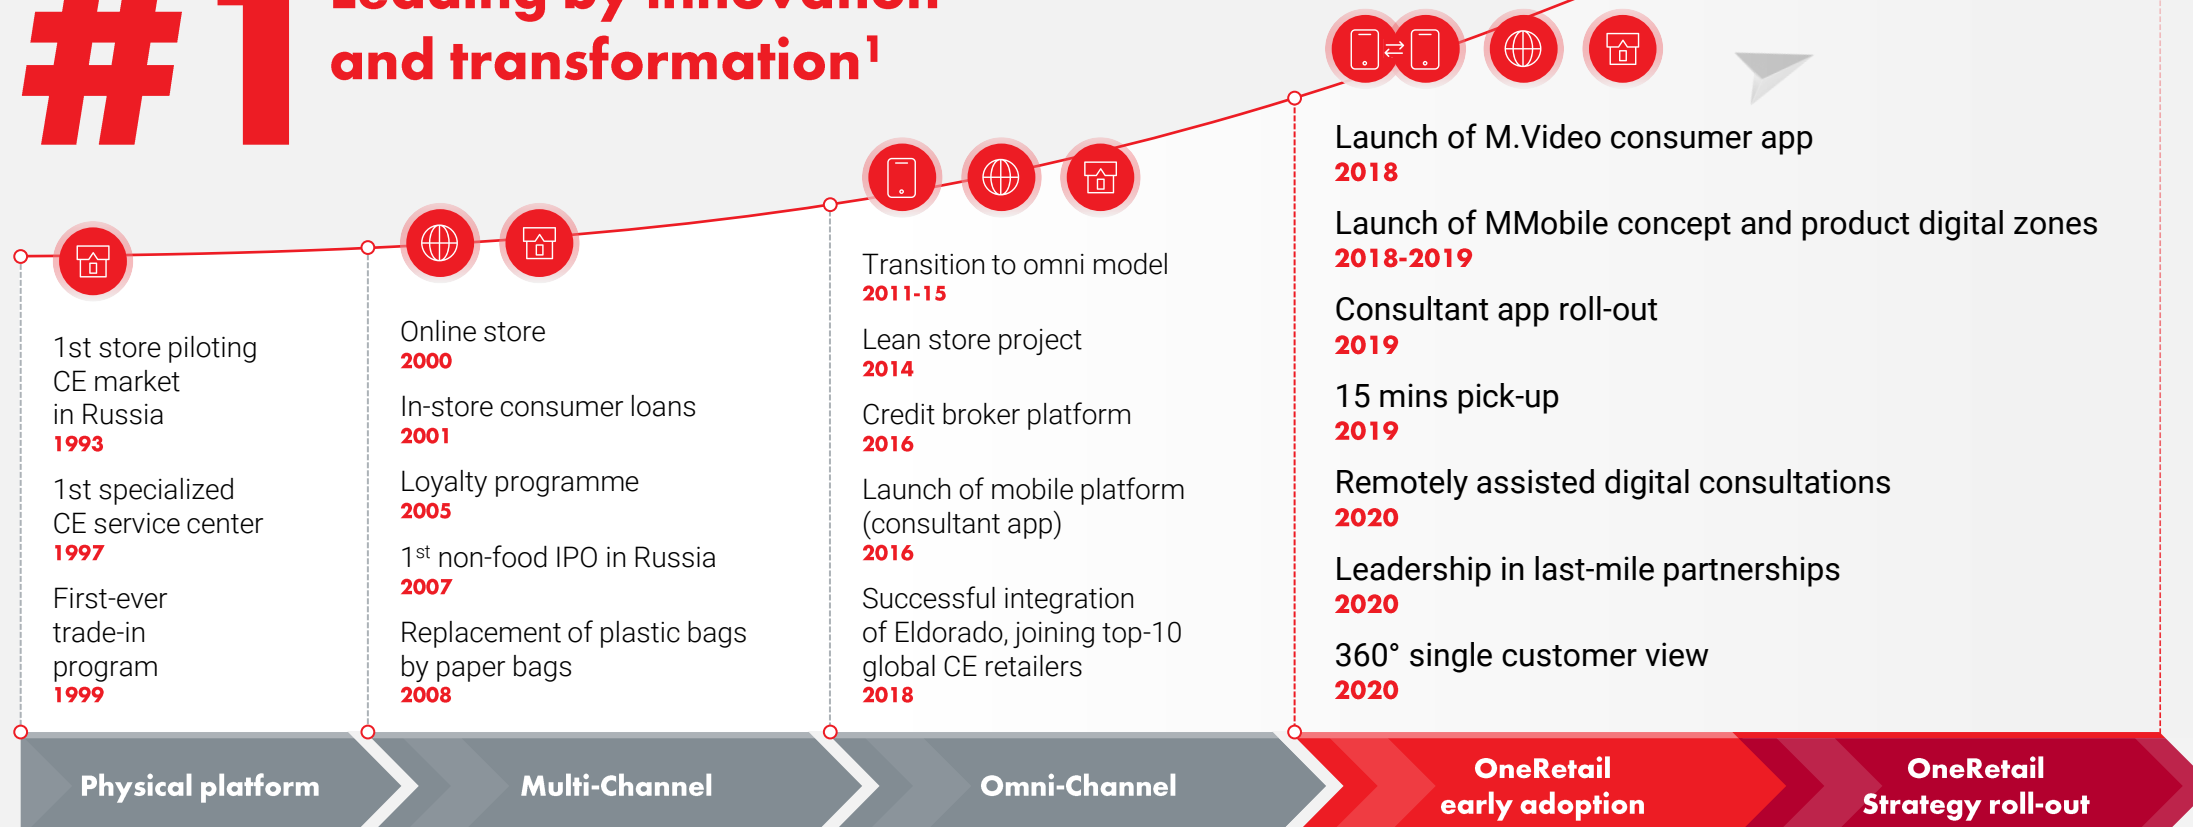 #1
Leading by innovation
and transformation1
1st store piloting
CE market
in Russia
1993
1st specialized
CE service center
1997
First-ever
trade-in
program
1999
Online store
2000
In-store consumer loans
2001
Loyalty programme
2005
1st non-food IPO in Russia
2007
Replacement of plastic bags
by paper bags
2008
Transition to omni model
2011-15
Lean store project
2014
Credit broker platform
2016
Launch of mobile platform
(consultant app)
2016
Successful integration
of Eldorado, joining top-10
global CE retailers
2018
Launch of M.Video consumer app
2018
Launch of MMobile concept and product digital zones
2018-2019
Consultant app roll-out
2019
15 mins pick-up
2019
Remotely assisted digital consultations
2020
Leadership in last-mile partnerships
2020
360° single customer view
2020
Physical platform
Multi-Channel
Omni-Channel
OneRetail
early adoption
OneRetail
Strategy roll-out